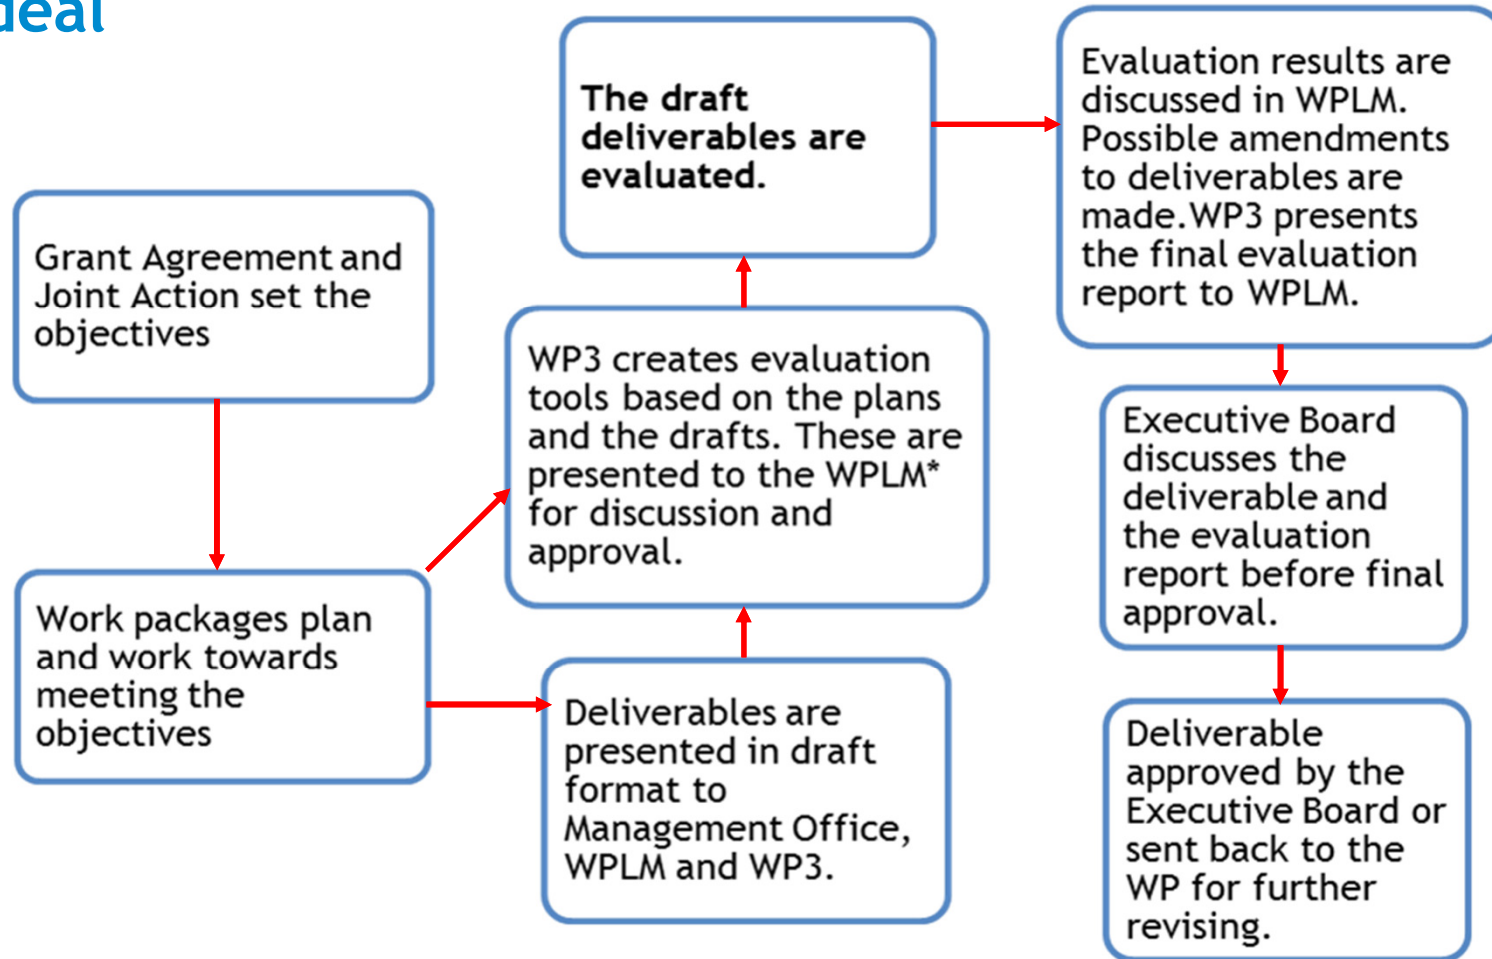 deal
Grant Agreement and
Joint Action set the
objectives
Work packages plan
and work towards
meeting the
objectives
The draft
deliverables are
evaluated.
WP3 creates evaluation
tools based on the plans
and the drafts. These are
presented to the WPLM*
for discussion and
approval.
Deliverables are
presented in draft
format to
Management Office,
WPLM and WP3.
Evaluation results are
discussed in WPLM.
Possible amendments
to deliverables are
made.WP3 presents
the final evaluation
report to WPLM.
Executive Board
discusses the
deliverable and
the evaluation
report before final
approval.
Deliverable
approved by the
Executive Board or
sent back to the
WP for further
revising.